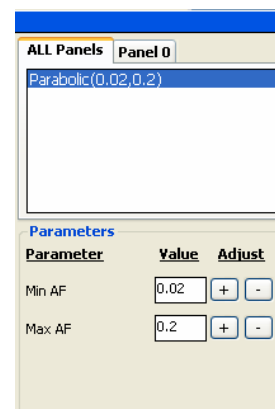 ALL Panels Panel 0
Parabolic(0.02,0.2)
Parameters
Parameter Value Adjust
Min AF 0.02 + -
Max AF 0.2 + -